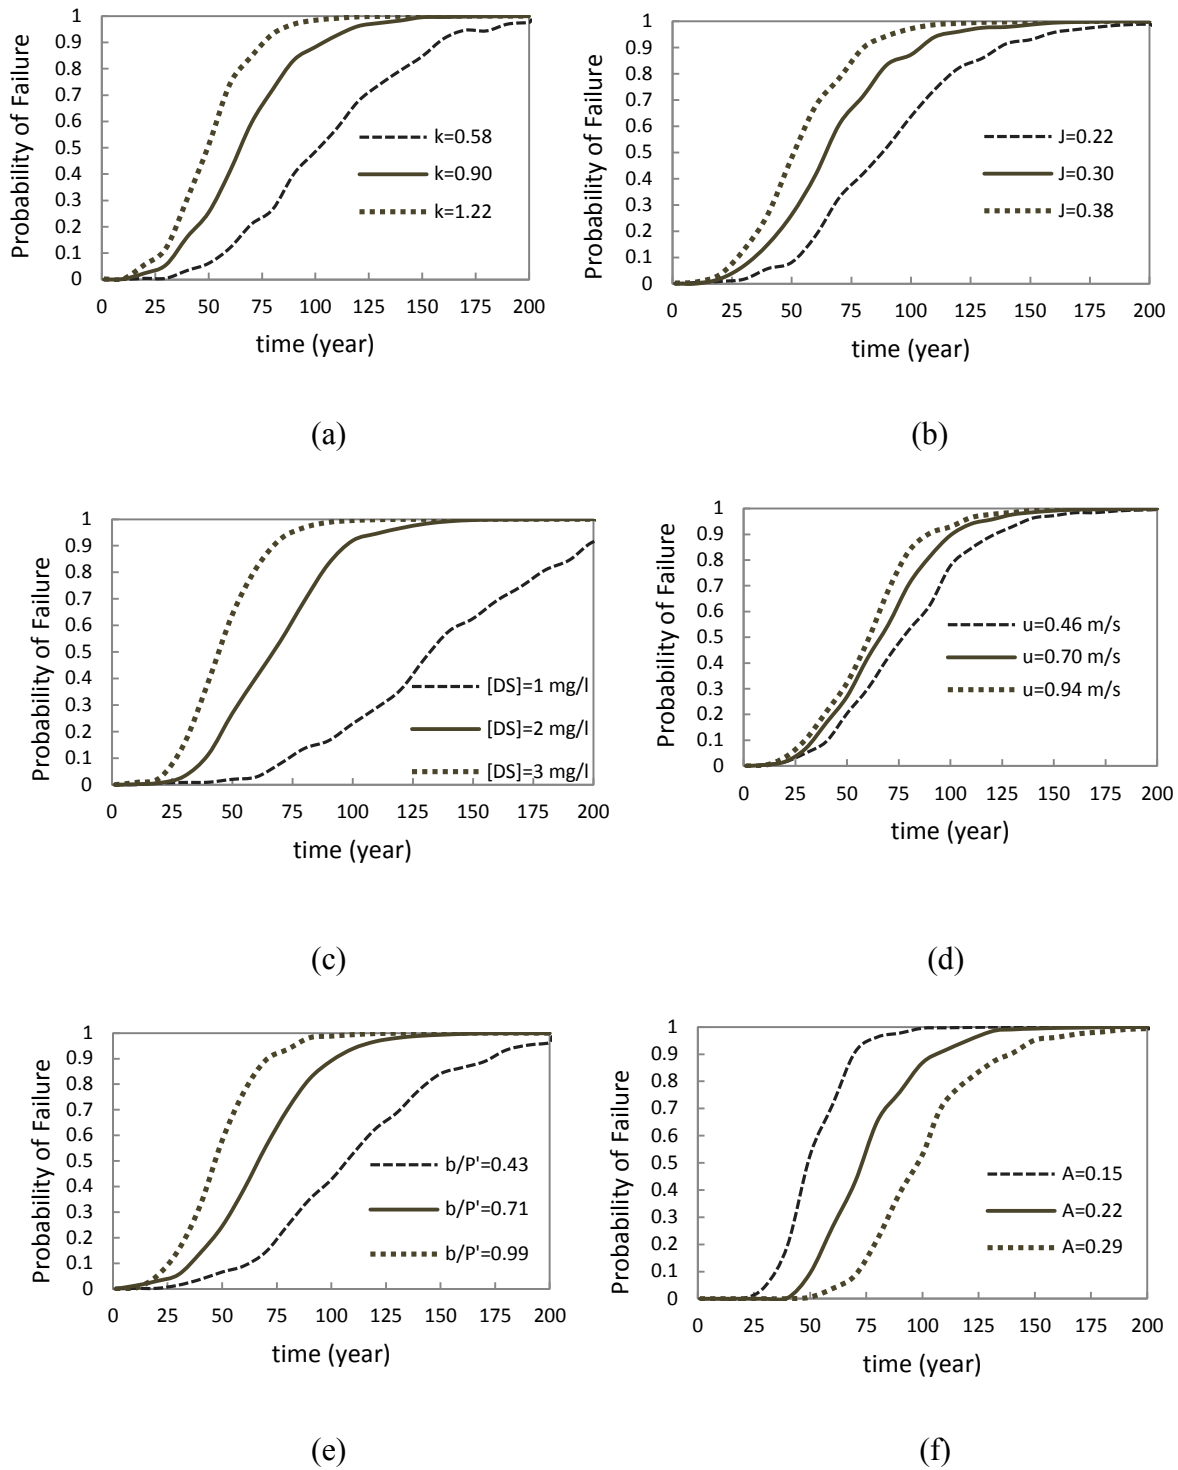 Probability of Failure
1
0.9
0.8
0.7
0.6
0.5
0.4
0.3
0.2
0.1
0
0 25 50 75 100 125 150 175 200
time (year)
k=0.58
k=0.90
k=1.22
(a)
Probability of Failure
1
0.9
0.8
0.7
0.6
0.5
0.4
0.3
0.2
0.1
0
0 25 50 75 100 125 150 175 200
time (year)
J=0.22
J=0.30
J=0.38
(b)
Probability of Failure
1
0.9
0.8
0.7
0.6
0.5
0.4
0.3
0.2
0.1
0
0 25 50 75 100 125 150 175 200
time (year)
[DS]=1 mg/l
[DS]=2 mg/l
[DS]=3 mg/l
(c)
Probability of Failure
1
0.9
0.8
0.7
0.6
0.5
0.4
0.3
0.2
0.1
0
0 25 50 75 100 125 150 175 200
time (year)
u=0.46 m/s
u=0.70 m/s
u=0.94 m/s
(d)
Probability of Failure
1
0.9
0.8
0.7
0.6
0.5
0.4
0.3
0.2
0.1
0
0 25 50 75 100 125 150 175 200
time (year)
b/P'=0.43
b/P'=0.71
b/P'=0.99
(e)
Probability of Failure
1
0.9
0.8
0.7
0.6
0.5
0.4
0.3
0.2
0.1
0
0 25 50 75 100 125 150 175 200
time (year)
A=0.15
A=0.22
A=0.29
(f)